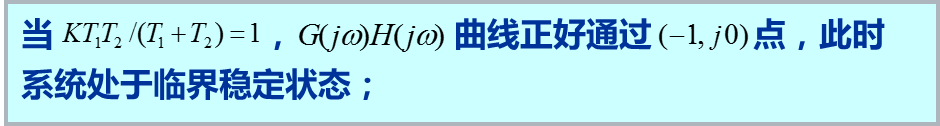 当 KT₁T₂ /(T₁ + T₂) = 1 ， G(jω)H(jω) 曲线正好通过 (−1, j0) 点，此时
系统处于临界稳定状态；